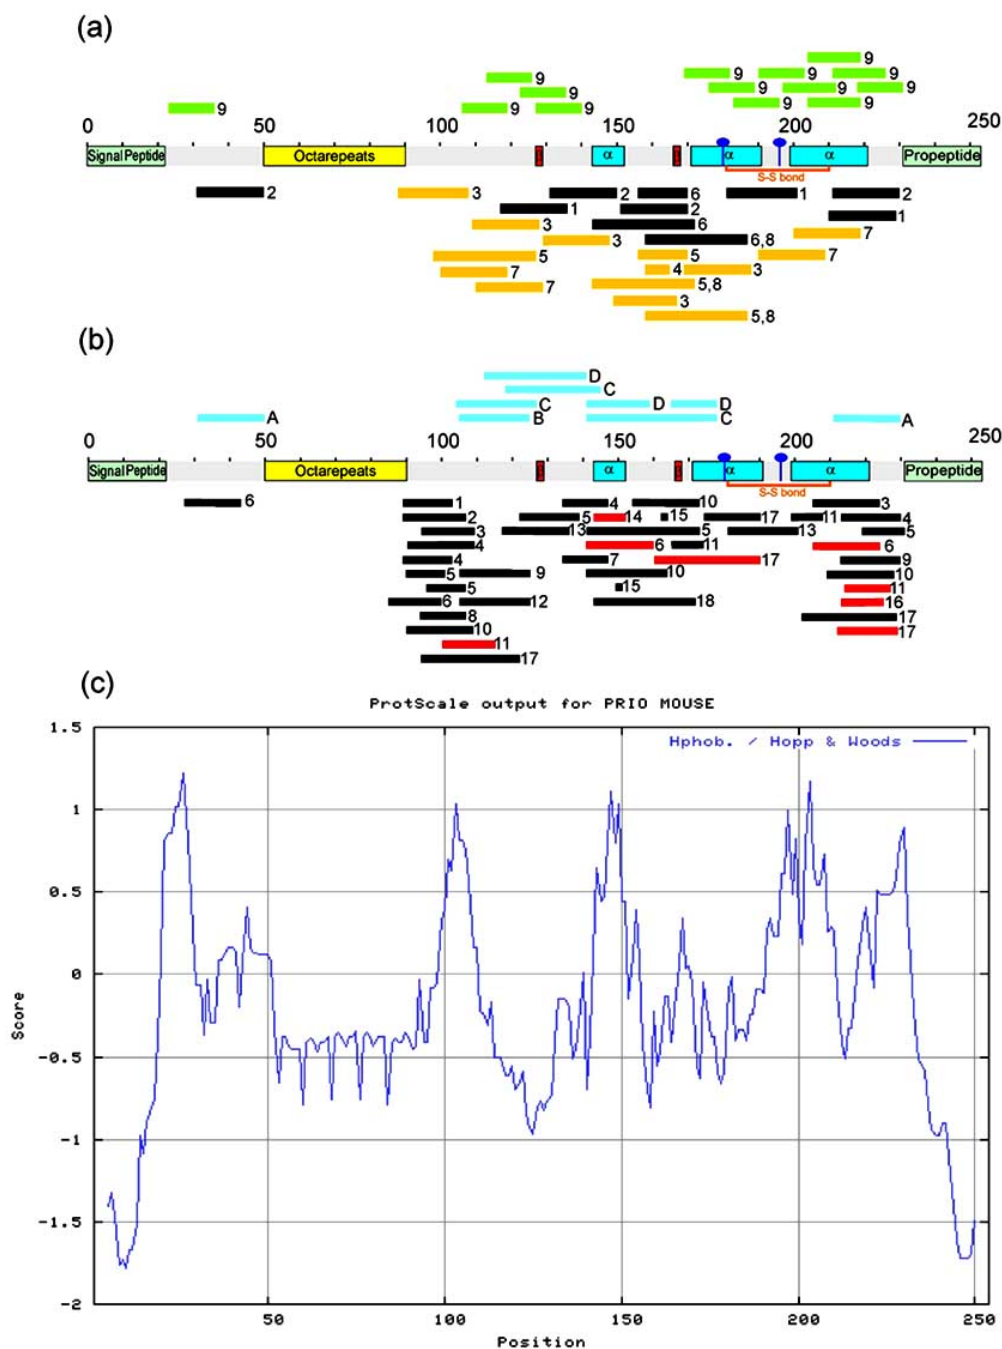 (a)
9
9 9 9 9
9 9 9 9
9 9 9 9 9
0 50 100 150 200 250
Signal Peptide Octarepeats α α α Propeptide
S-S bond
2 3 2 6 1 2
1 2 1
3 6
3 6,8 7
5 5 7
7 4 3
7 5,8
3
5,8
(b)
D
C
C D D
A B C A
0 50 100 150 200 250
Signal Peptide Octarepeats α α α Propeptide
S-S bond
6 1 4 10 3
2 5 14 15 17 11 4
3 13 5 13 5
4 6 11 6
4 7 17 9
5 9 10 10
5 15 11
6 12 18 16
8 17
10 17
11
17
(c)
ProtScale output for PRIO MOUSE
Hphob. / Hopp & Woods
1.5
1
0.5
0
-0.5
-1
-1.5
-2
Score
50 100 150 200 250
Position